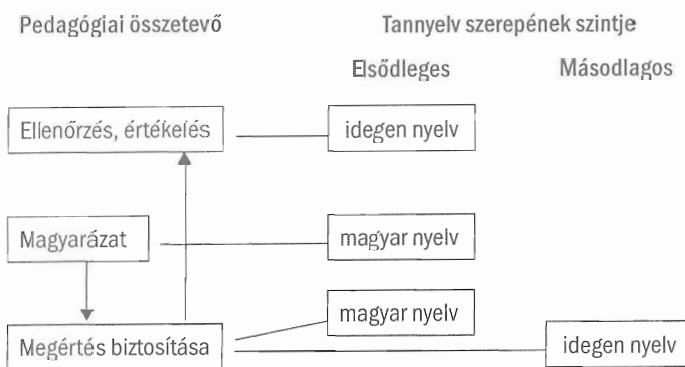 Pedagógiai összetevő Tannyelv szerepének szintje
Elsődleges Másodlagos
Ellenőrzés, értékelés idegen nyelv
Magyarázat magyar nyelv
magyar nyelv
Megértés biztosítása idegen nyelv